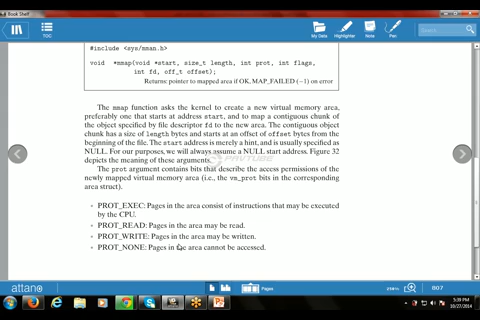 Book Shelf
TOC
My Data
Highlighter
Note
Pen
Search
#include <sys/mman.h>
void *mmap(void *start, size_t length, int prot, int flags,
int fd, off_t offset);
Returns: pointer to mapped area if OK, MAP_FAILED (−1) on error
The mmap function asks the kernel to create a new virtual memory area,
preferably one that starts at address start, and to map a contiguous chunk of
the object specified by file descriptor fd to the new area. The contiguous object
chunk has a size of length bytes and starts at an offset of offset bytes from the
beginning of the file. The start address is merely a hint, and is usually specified as
NULL. For our purposes, we will always assume a NULL start address. Figure 32
depicts the meaning of these arguments.
The prot argument contains bits that describe the access permissions of the
newly mapped virtual memory area (i.e., the vm_prot bits in the corresponding
area struct).
• PROT_EXEC: Pages in the area consist of instructions that may be executed
by the CPU.
• PROT_READ: Pages in the area may be read.
• PROT_WRITE: Pages in the area may be written.
• PROT_NONE: Pages in the area cannot be accessed.
PAVTUBE
attano
Pages
807
5:39 PM
10/27/2014